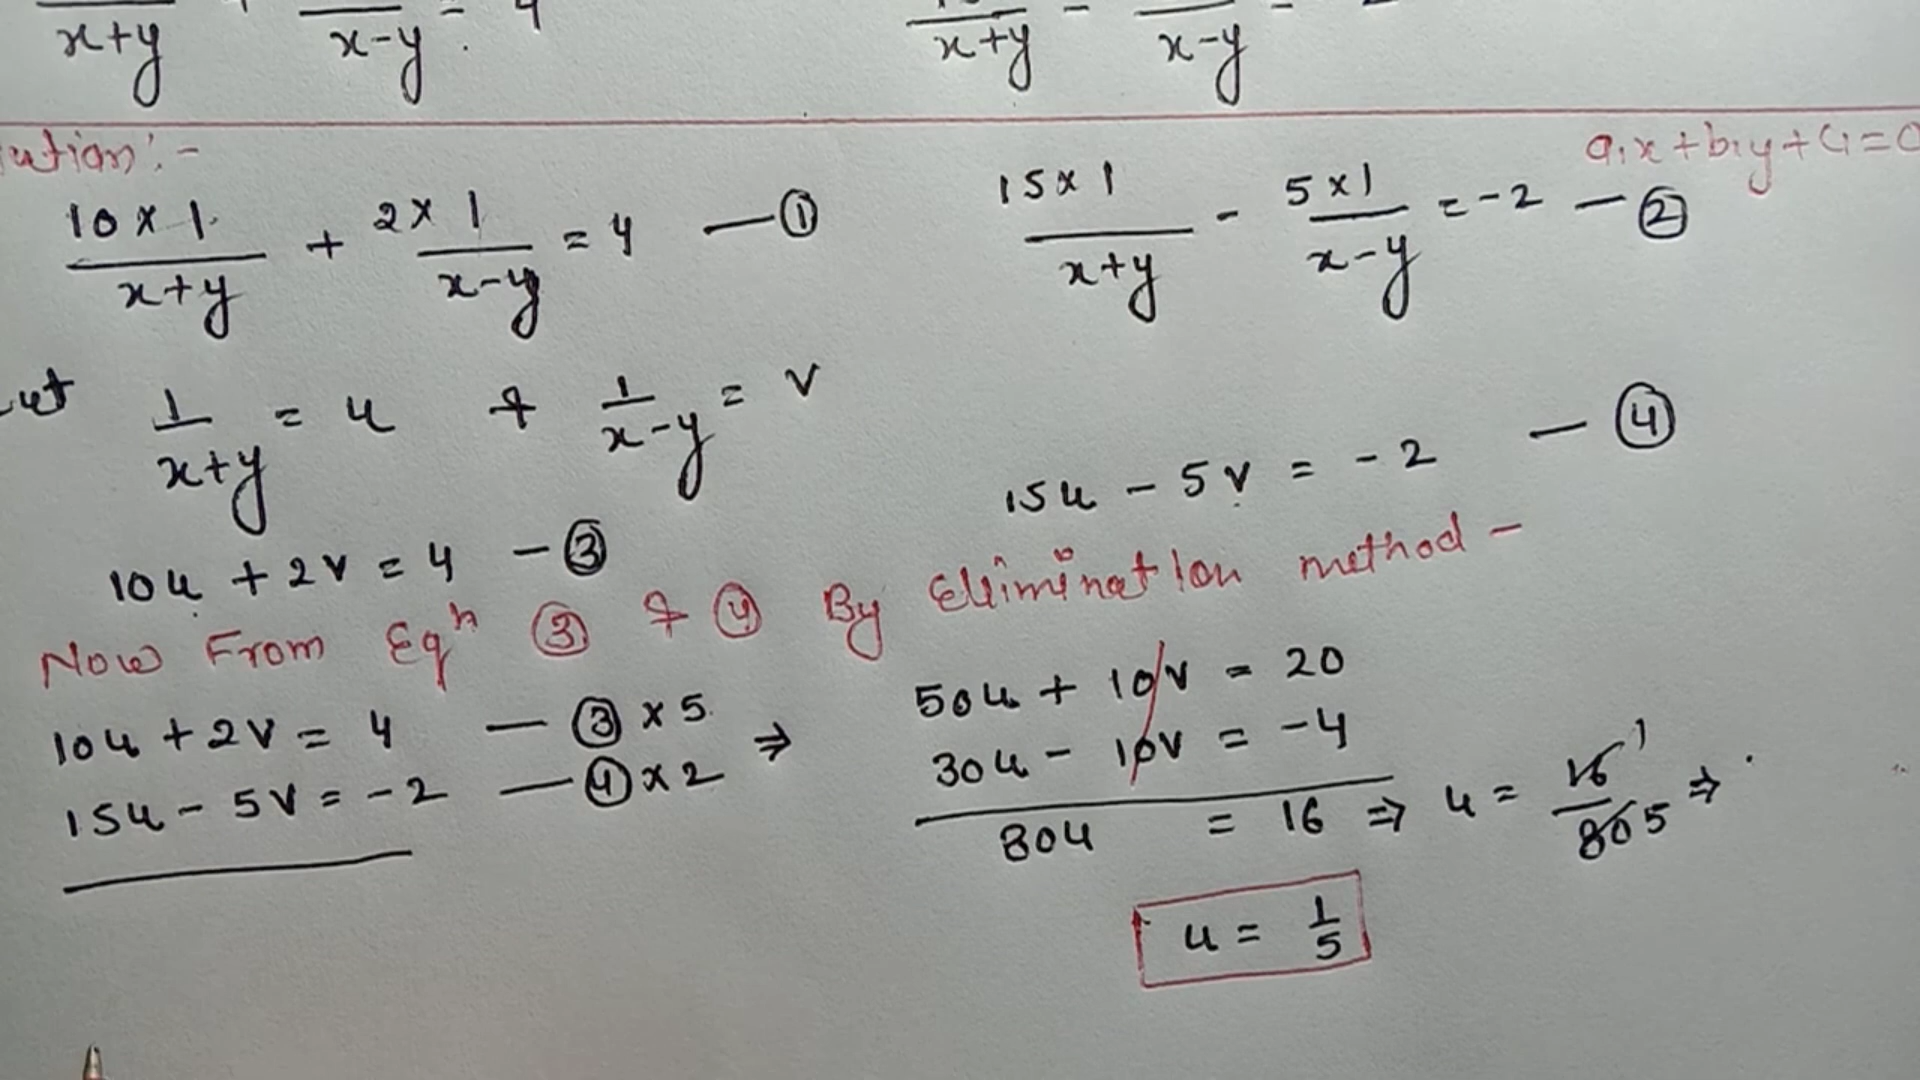 x+y x-y = 4 x+y - x-y -
ution:- a₁x+b₁y+c₁=0
10×1/x+y + 2×1/x-y = 4 — ① 15×1/x+y - 5×1/x-y = -2 — ②
Let 1/x+y = u & 1/x-y = v
10u + 2v = 4 — ③ 15u - 5v = -2 — ④
Now From Eqⁿ ③ & ④ By Elimination method -
10u + 2v = 4 — ③ × 5 ⇒ 50u + 10v = 20
15u - 5v = -2 — ④ × 2 30u - 10v = -4
80u = 16 ⇒ u = 16 1/80 5 ⇒
u = 1/5